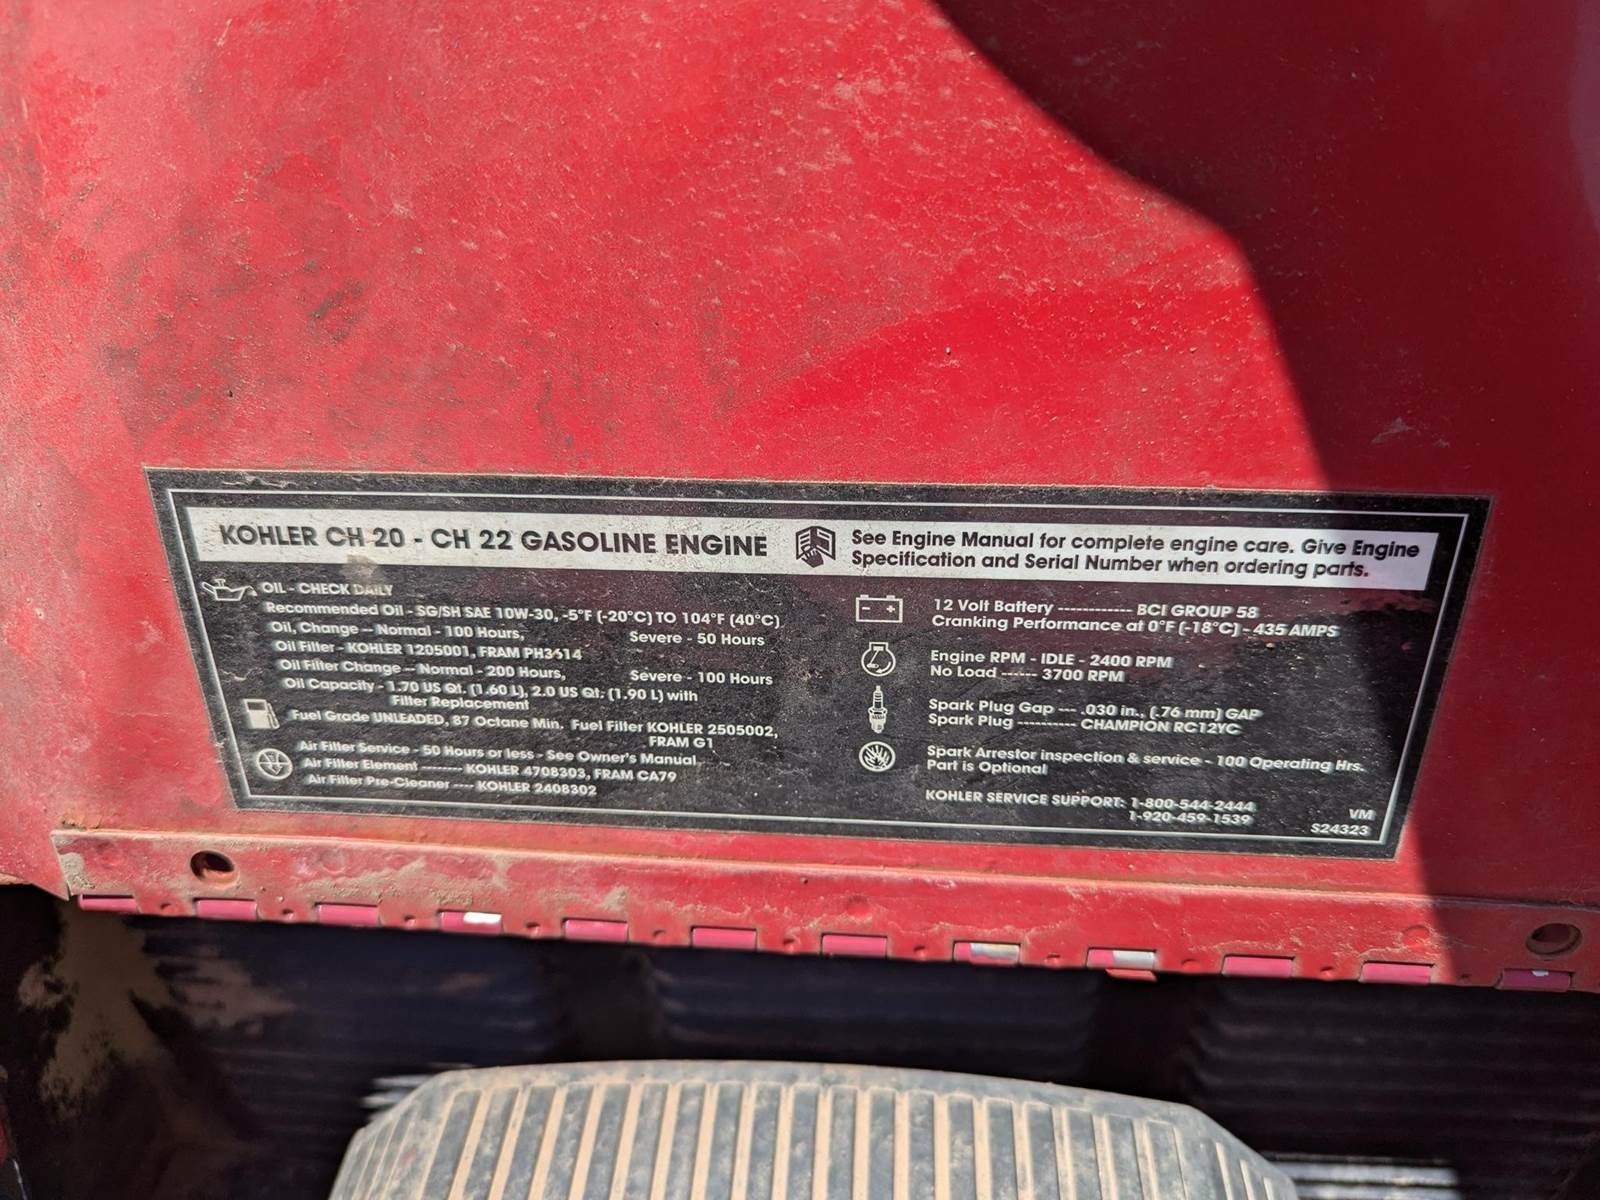 KOHLER CH 20 - CH 22 GASOLINE ENGINE
See Engine Manual for complete engine care. Give Engine
Specification and Serial Number when ordering parts.
OIL - CHECK DAILY
Recommended Oil - SG/SH SAE 10W-30, -5°F (-20°C) TO 104°F (40°C)
Oil, Change -- Normal - 100 Hours, Severe - 50 Hours
Oil Filter - KOHLER 1205001, FRAM PH3614
Oil Filter Change -- Normal - 200 Hours, Severe - 100 Hours
Oil Capacity - 1.70 US Qt. (1.60 L), 2.0 US Qt. (1.90 L) with
Filter Replacement
Fuel Grade UNLEADED, 87 Octane Min. Fuel Filter KOHLER 2505002,
FRAM G1
Air Filter Service - 50 Hours or less - See Owner's Manual
Air Filter Element -------- KOHLER 4708303, FRAM CA79
Air Filter Pre-Cleaner ---- KOHLER 2408302
12 Volt Battery ------------ BCI GROUP 58
Cranking Performance at 0°F (-18°C) - 435 AMPS
Engine RPM - IDLE - 2400 RPM
No Load ------ 3700 RPM
Spark Plug Gap --- .030 in., (.76 mm) GAP
Spark Plug ---------- CHAMPION RC12YC
Spark Arrestor inspection & service - 100 Operating Hrs.
Part is Optional
KOHLER SERVICE SUPPORT: 1-800-544-2444
1-920-459-1539
VM
S24323